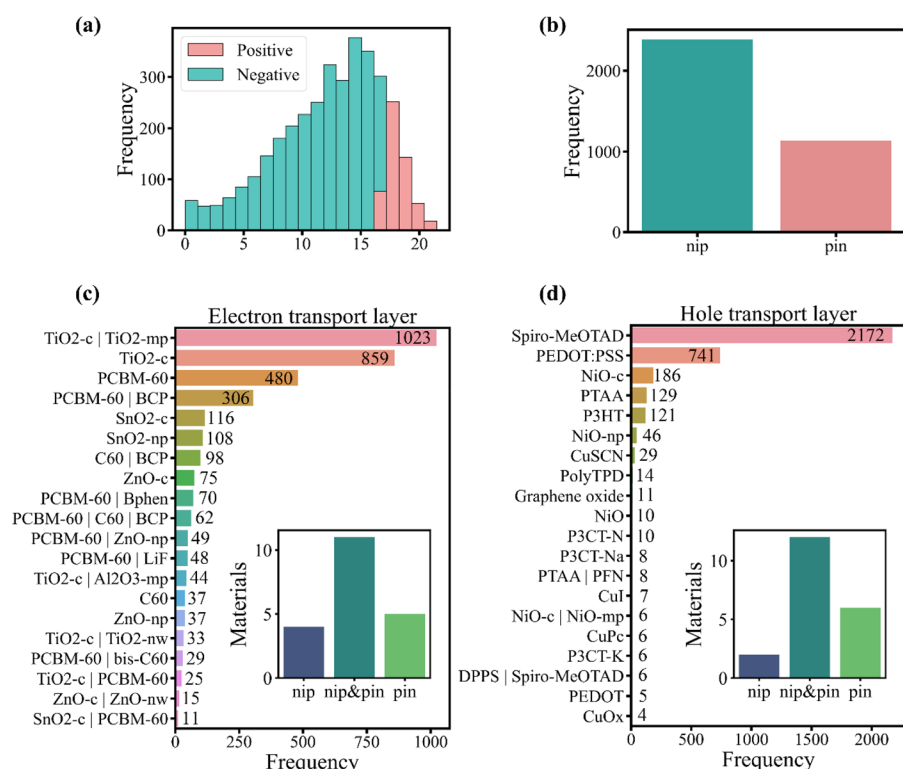 (a)
Frequency
300
200
100
0
0 5 10 15 20
Positive
Negative
(b)
Frequency
2000
1000
0
nip pin
(c)
Electron transport layer
TiO2-c | TiO2-mp 1023
TiO2-c 859
PCBM-60 480
PCBM-60 | BCP 306
SnO2-c 116
SnO2-np 108
C60 | BCP 98
ZnO-c 75
PCBM-60 | Bphen 70
PCBM-60 | C60 | BCP 62
PCBM-60 | ZnO-np 49
PCBM-60 | LiF 48
TiO2-c | Al2O3-mp 44
C60 37
ZnO-np 37
TiO2-c | TiO2-nw 33
PCBM-60 | bis-C60 29
TiO2-c | PCBM-60 25
ZnO-c | ZnO-nw 15
SnO2-c | PCBM-60 11
0 250 500 750 1000
Frequency
Materials
10
5
0
nip nip&pin pin
(d)
Hole transport layer
Spiro-MeOTAD 2172
PEDOT:PSS 741
NiO-c 186
PTAA 129
P3HT 121
NiO-np 46
CuSCN 29
PolyTPD 14
Graphene oxide 11
NiO 10
P3CT-N 10
P3CT-Na 8
PTAA | PFN 8
CuI 7
NiO-c | NiO-mp 6
CuPc 6
P3CT-K 6
DPPS | Spiro-MeOTAD 6
PEDOT 5
CuOx 4
0 500 1000 1500 2000
Frequency
Materials
10
5
0
nip nip&pin pin